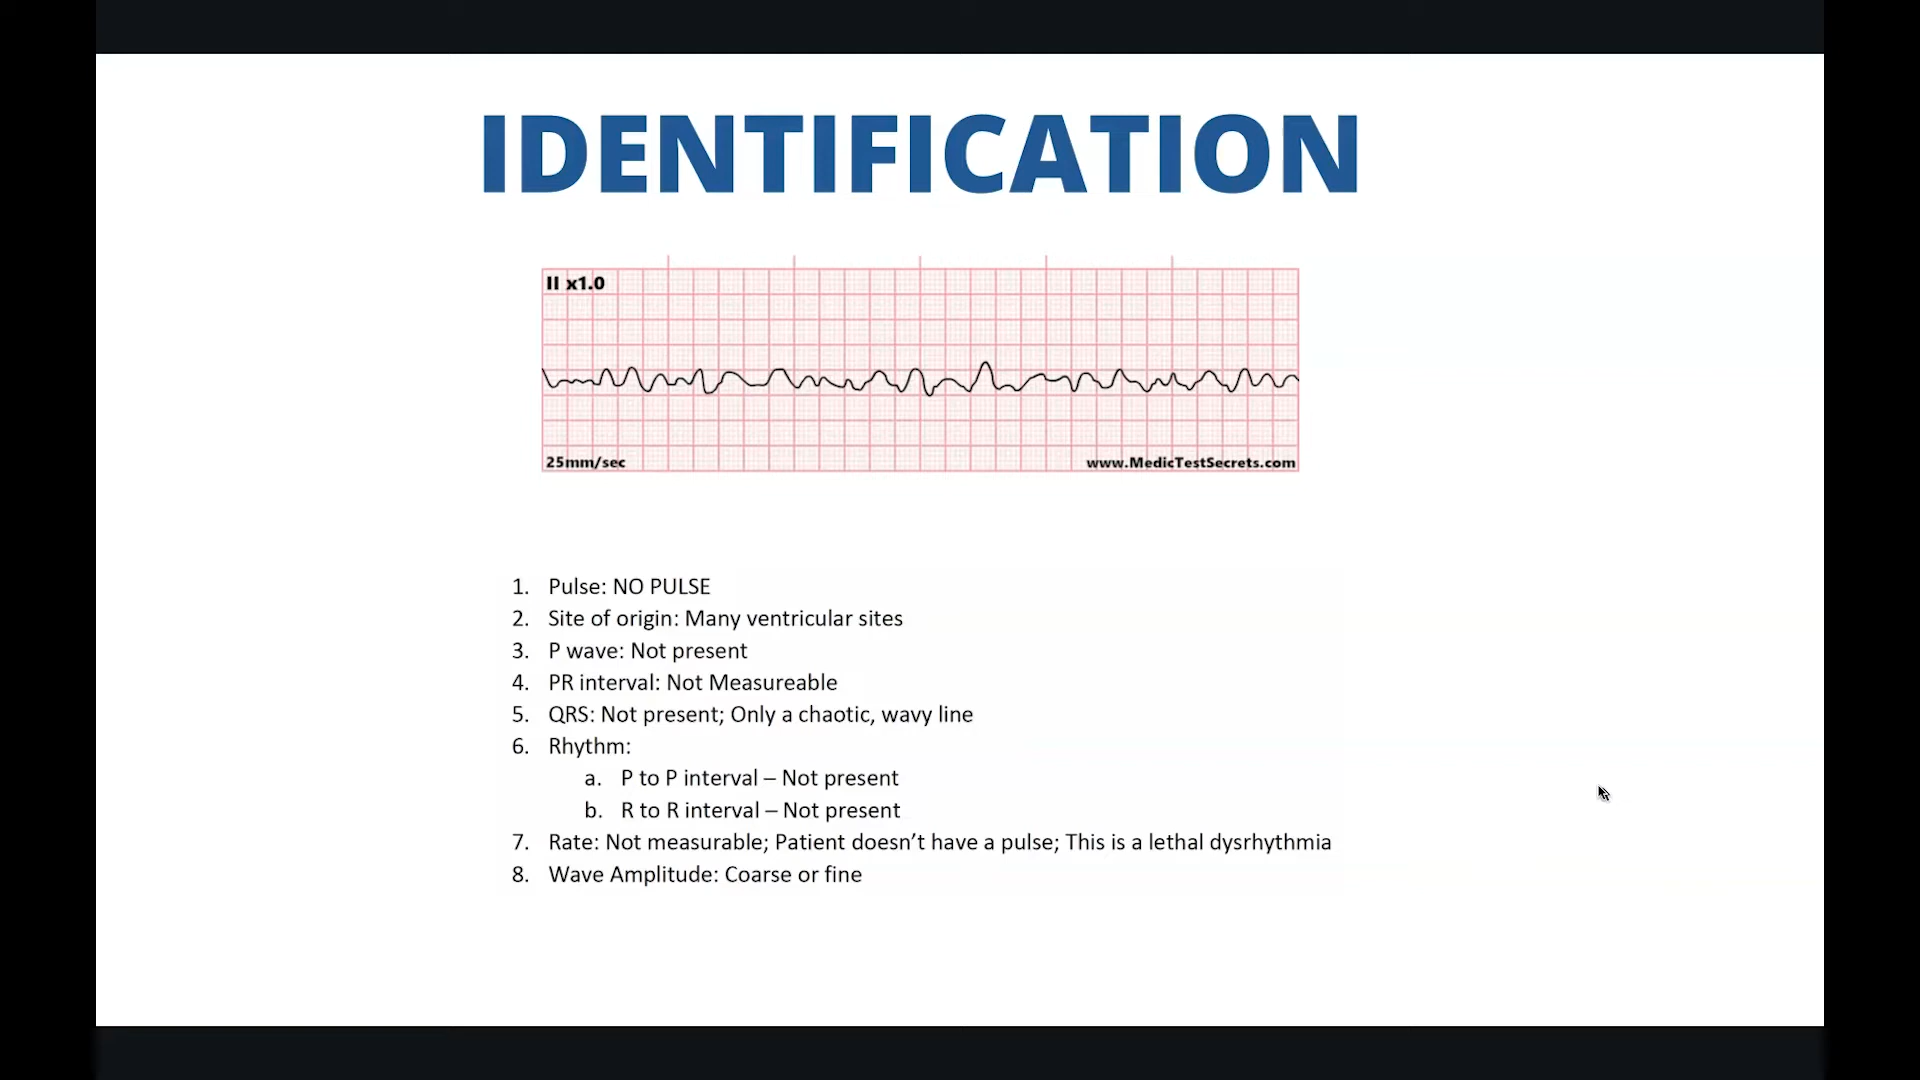 IDENTIFICATION
II x1.0
25mm/sec
www.MedicTestSecrets.com
1. Pulse: NO PULSE
2. Site of origin: Many ventricular sites
3. P wave: Not present
4. PR interval: Not Measureable
5. QRS: Not present; Only a chaotic, wavy line
6. Rhythm:
a. P to P interval – Not present
b. R to R interval – Not present
7. Rate: Not measurable; Patient doesn’t have a pulse; This is a lethal dysrhythmia
8. Wave Amplitude: Coarse or fine